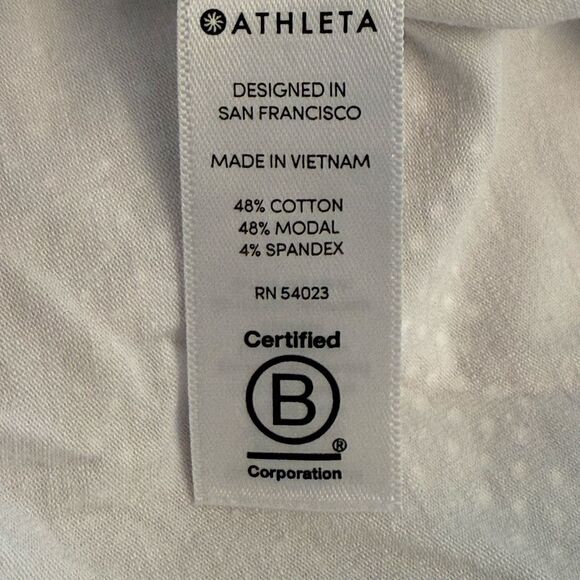 ATHLETA
DESIGNED IN
SAN FRANCISCO
MADE IN VIETNAM
48% COTTON
48% MODAL
4% SPANDEX
RN 54023
Certified
B
®
Corporation